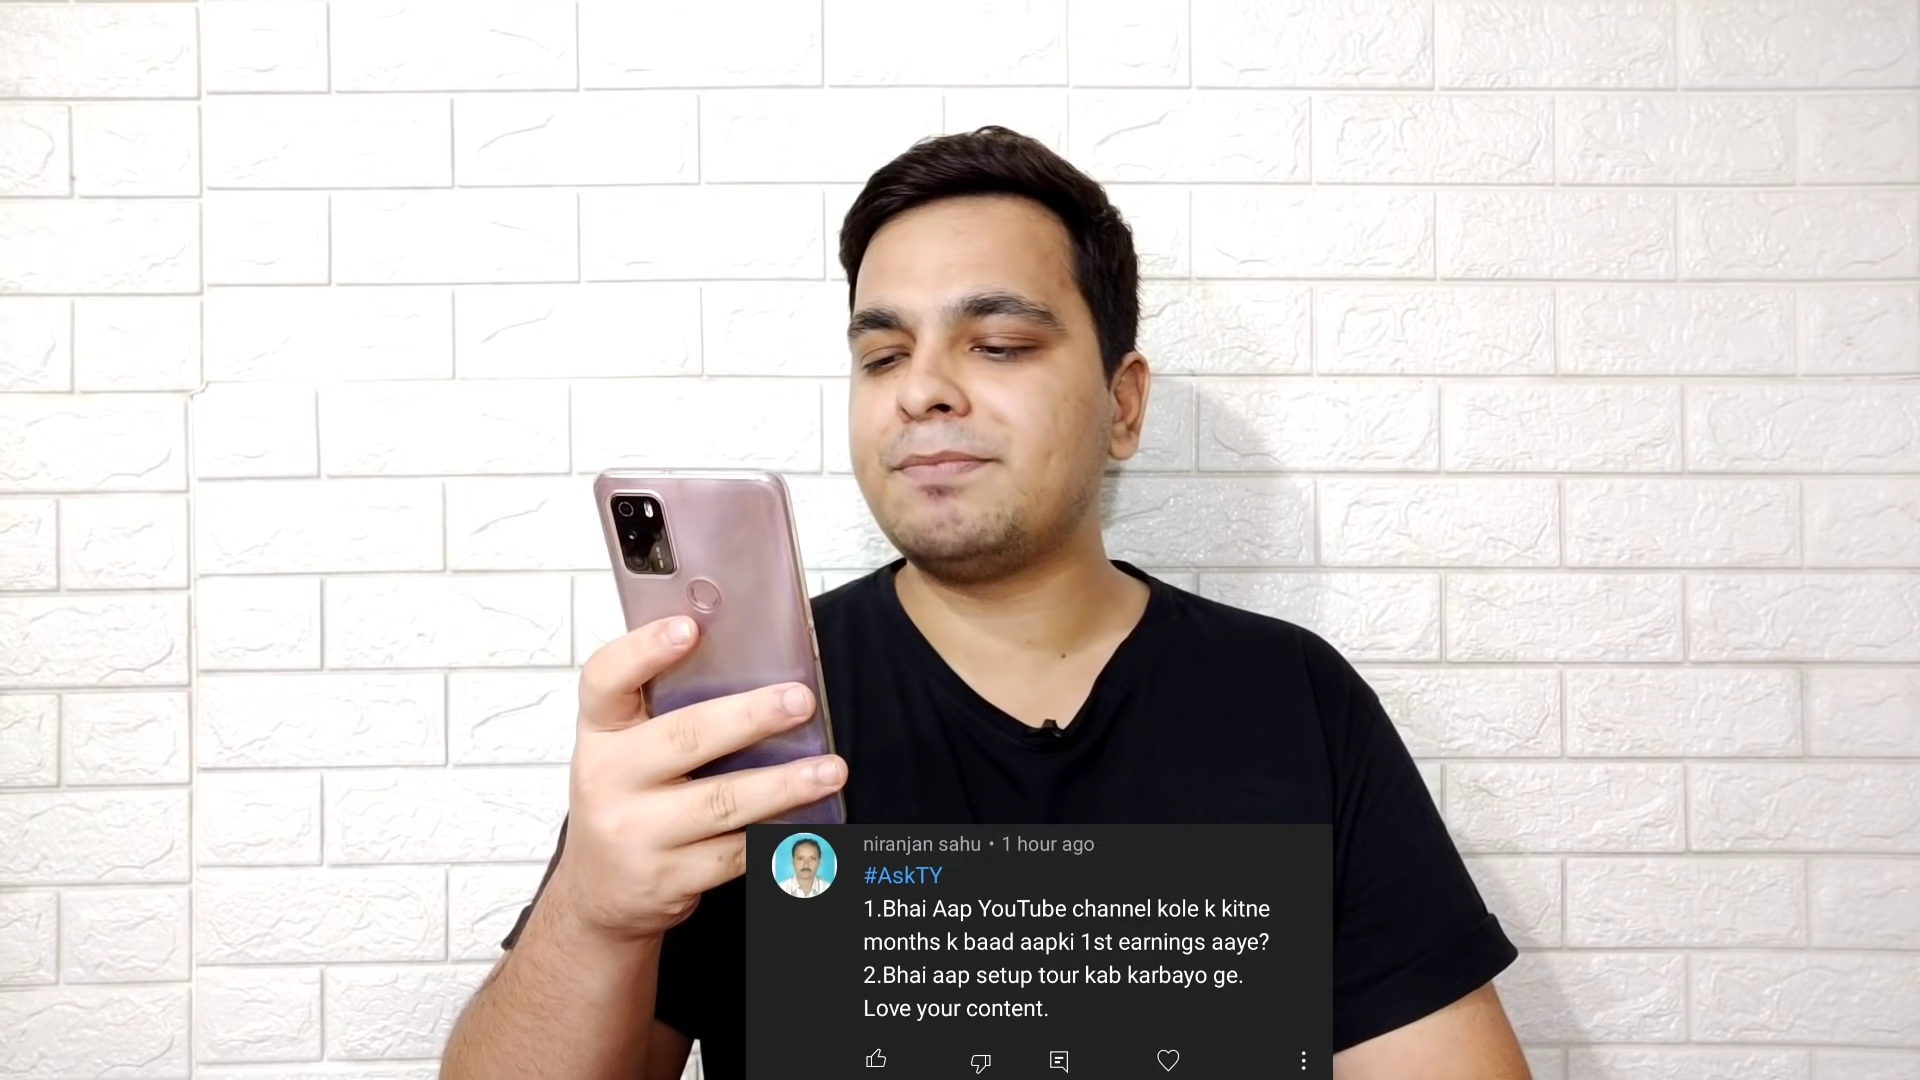 niranjan sahu • 1 hour ago
#AskTY
1.Bhai Aap YouTube channel kole k kitne
months k baad aapki 1st earnings aaye?
2.Bhai aap setup tour kab karbayo ge.
Love your content.